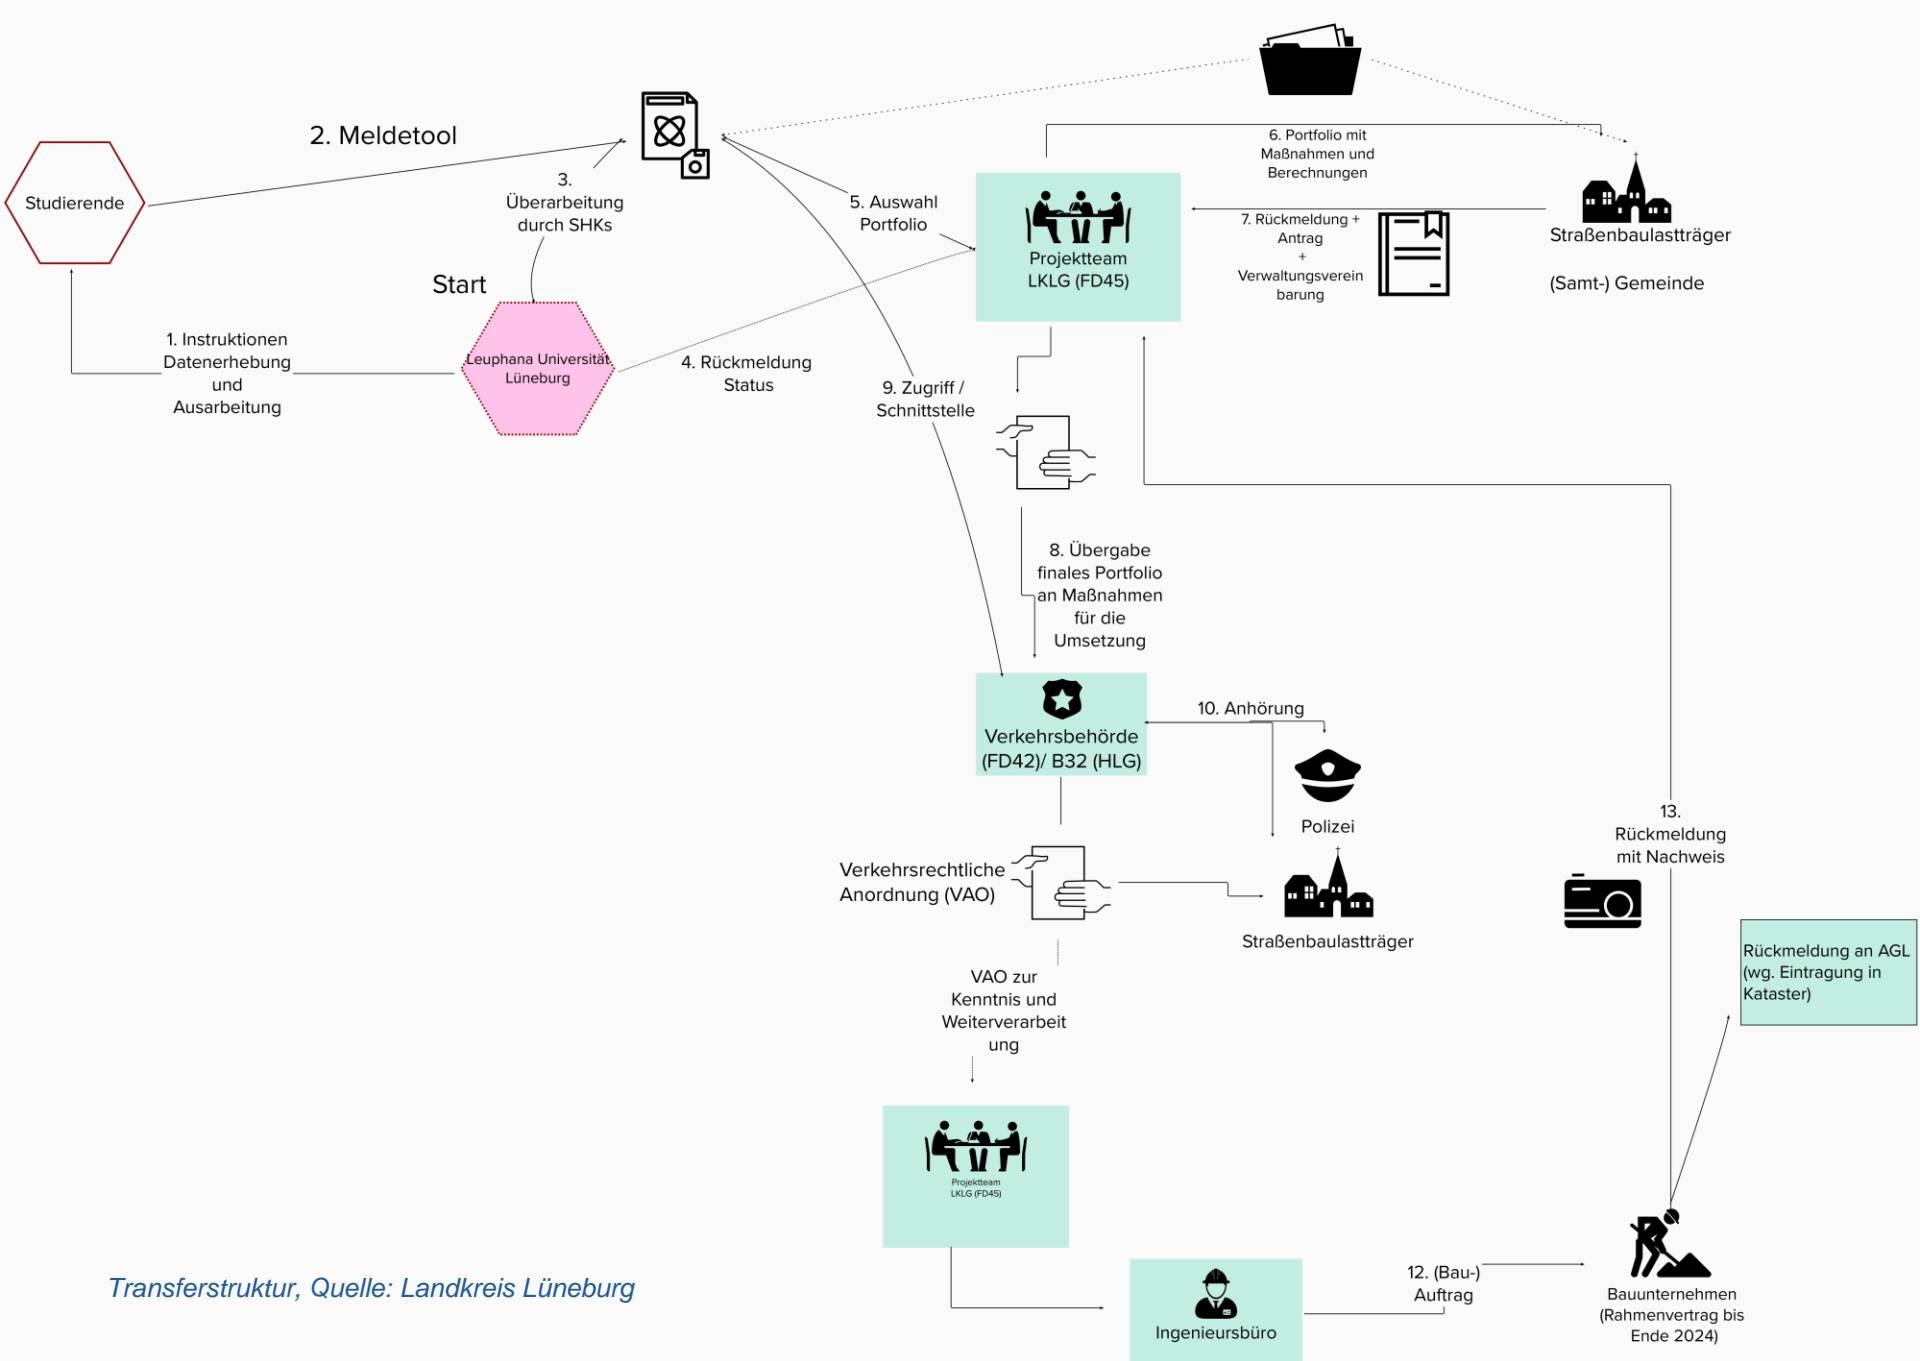 2. Meldetool
Studierende
3.
Überarbeitung
durch SHKs
Start
1. Instruktionen
Datenerhebung
und
Ausarbeitung
Leuphana Universität
Lüneburg
4. Rückmeldung
Status
5. Auswahl
Portfolio
6. Portfolio mit
Maßnahmen und
Berechnungen
Projektteam
LKLG (FD45)
7. Rückmeldung +
Antrag
+
Verwaltungsverein
barung
Straßenbaulastträger
(Samt-) Gemeinde
9. Zugriff /
Schnittstelle
8. Übergabe
finales Portfolio
an Maßnahmen
für die
Umsetzung
Verkehrsbehörde
(FD42)/ B32 (HLG)
10. Anhörung
Polizei
Straßenbaulastträger
Verkehrsrechtliche
Anordnung (VAO)
VAO zur
Kenntnis und
Weiterverarbeit
ung
Projektteam
LKLG (FD45)
Ingenieursbüro
12. (Bau-)
Auftrag
Bauunternehmen
(Rahmenvertrag bis
Ende 2024)
13.
Rückmeldung
mit Nachweis
Rückmeldung an AGL
(wg. Eintragung in
Kataster)
Transferstruktur, Quelle: Landkreis Lüneburg